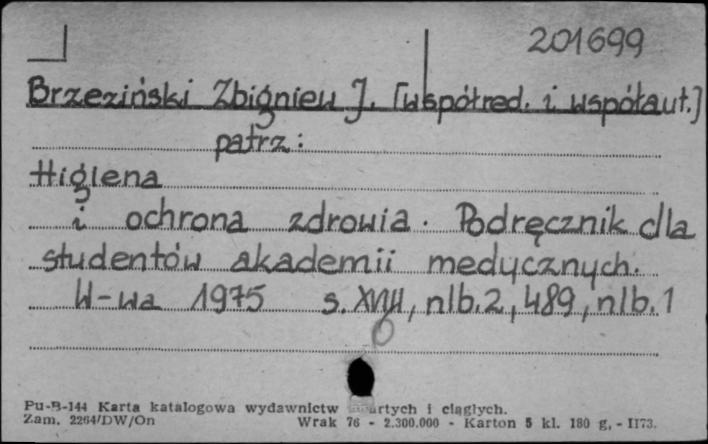 201699
Brzeziński Zbigniew J. [współred. i współaut.]
patrz:
Higiena
i ochrona zdrowia. Podręcznik dla
studentów akademii medycznych.
W-wa 1975 s. XVIII, nlb. 2, 489, nlb. 1
Pu-B-144 Karta katalogowa wydawnictw zwartych i ciągłych.
Zam. 2264/DW/On Wrak 76 - 2.300.000 - Karton 5 kl. 180 g. - II73.